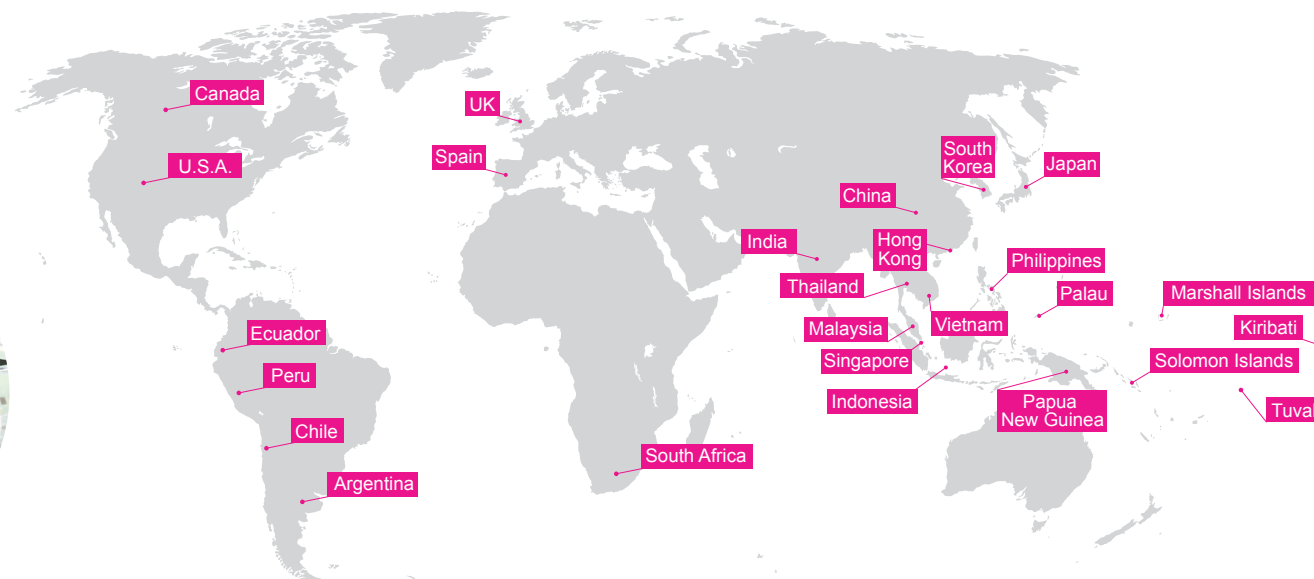 Canada
UK
U.S.A.
Spain
South
Korea
Japan
China
India
Hong
Kong
Philippines
Thailand
Palau
Marshall Islands
Malaysia
Vietnam
Kiribati
Ecuador
Singapore
Solomon Islands
Peru
Indonesia
Papua
New Guinea
Tuval
Chile
South Africa
Argentina